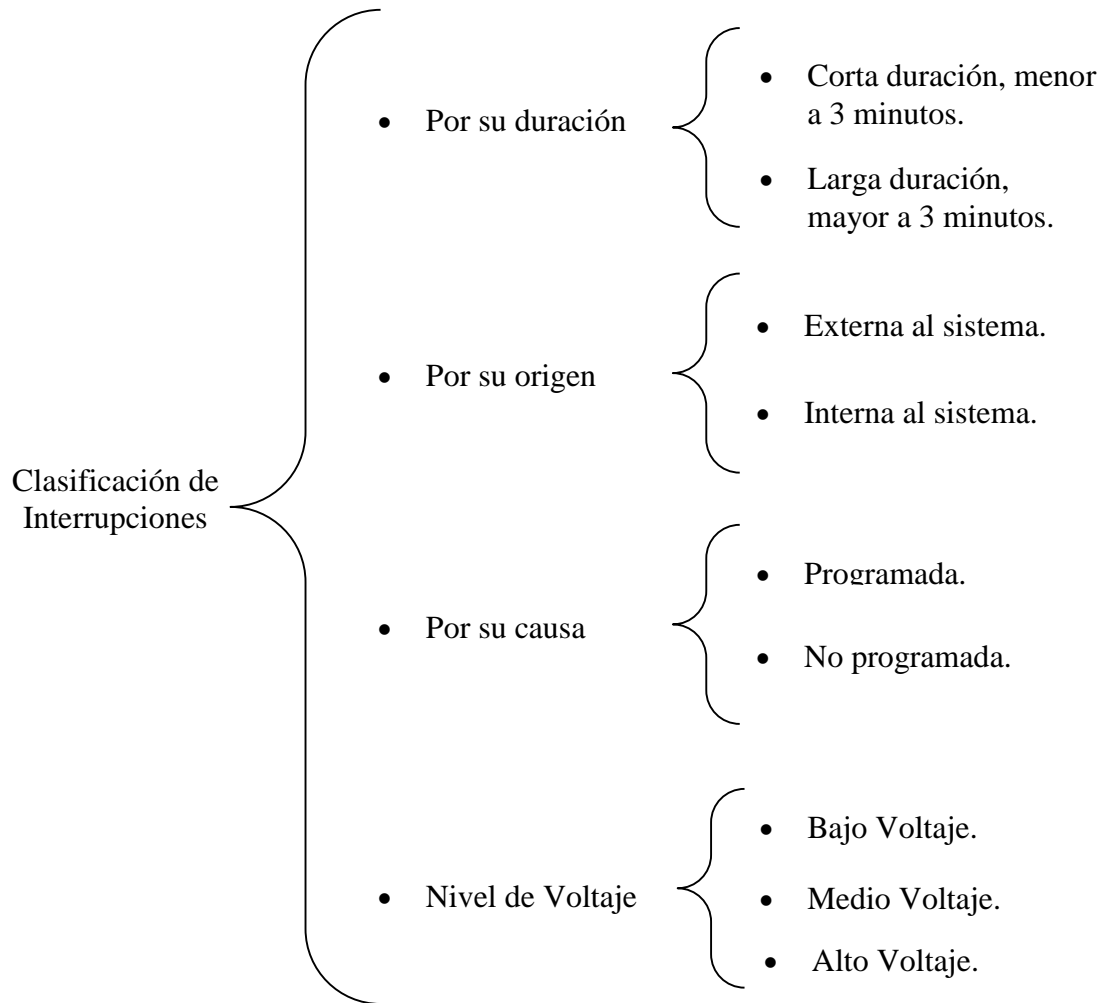 Clasificación de
Interrupciones
• Por su duración
• Corta duración, menor
a 3 minutos.
• Larga duración,
mayor a 3 minutos.
• Por su origen
• Externa al sistema.
• Interna al sistema.
• Por su causa
• Programada.
• No programada.
• Nivel de Voltaje
• Bajo Voltaje.
• Medio Voltaje.
• Alto Voltaje.